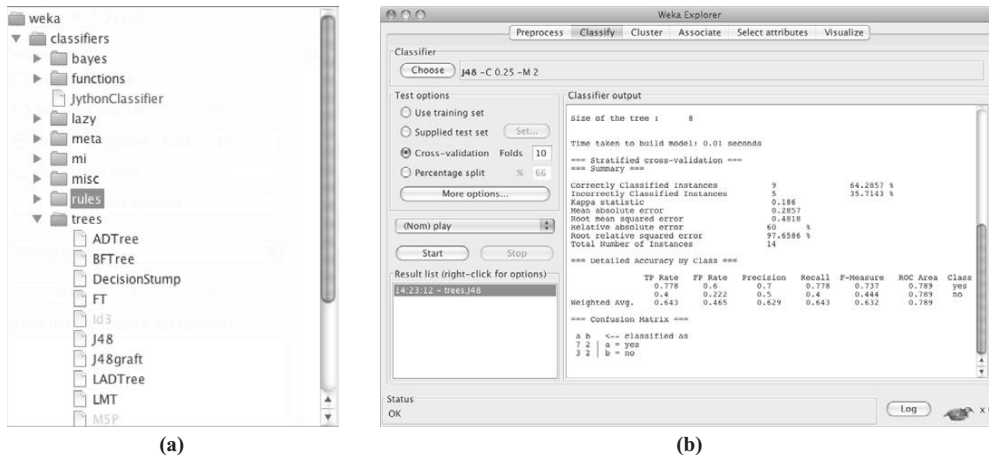 weka
classifiers
bayes
functions
JythonClassifier
lazy
meta
mi
misc
rules
trees
ADTree
BFTree
DecisionStump
FT
Id3
J48
J48graft
LADTree
LMT
M5P
(a)
Weka Explorer
Preprocess Classify Cluster Associate Select attributes Visualize
Classifier
Choose J48 -C 0.25 -M 2
Test options
Use training set
Supplied test set Set...
Cross-validation Folds 10
Percentage split % 66
More options...
(Nom) play
Start Stop
Result list (right-click for options)
14:23:12 - trees.J48
Classifier output
Size of the tree : 8
Time taken to build model: 0.01 seconds
=== Stratified cross-validation ===
=== Summary ===
Correctly Classified Instances 9 64.2857 %
Incorrectly Classified Instances 5 35.7143 %
Kappa statistic 0.186
Mean absolute error 0.2857
Root mean squared error 0.4818
Relative absolute error 60 %
Root relative squared error 97.6586 %
Total Number of Instances 14
=== Detailed Accuracy By Class ===
TP Rate FP Rate Precision Recall F-Measure ROC Area Class
0.778 0.6 0.7 0.778 0.737 0.789 yes
0.4 0.222 0.5 0.4 0.444 0.789 no
Weighted Avg. 0.643 0.465 0.629 0.643 0.632 0.789
=== Confusion Matrix ===
a b <-- classified as
7 2 | a = yes
3 2 | b = no
Status
OK
Log
x
(b)